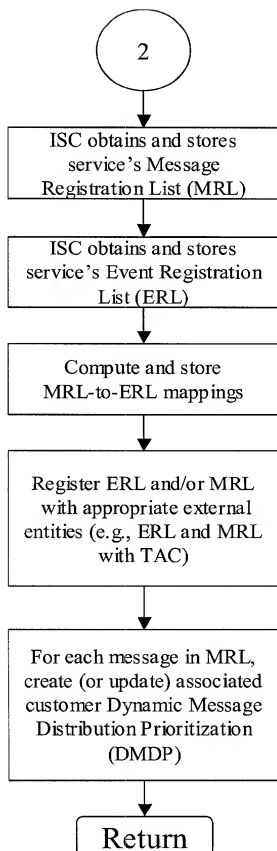 2
ISC obtains and stores
service's Message
Registration List (MRL)
ISC obtains and stores
service's Event Registration
List (ERL)
Compute and store
MRL-to-ERL mappings
Register ERL and/or MRL
with appropriate external
entities (e.g., ERL and MRL
with TAC)
For each message in MRL,
create (or update) associated
customer Dynamic Message
Distribution Prioritization
(DMDP)
Return